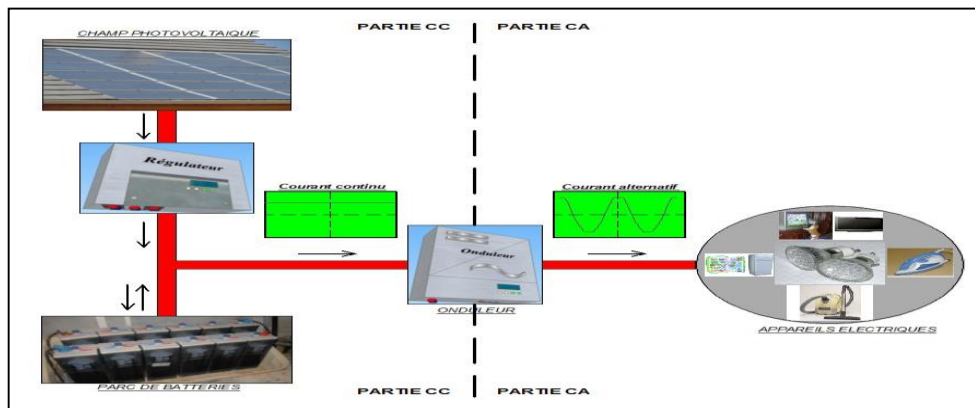 PARTIE CC
PARTIE CA
CHAMP PHOTOVOLTAIQUE
Régulateur
Courant continu
Courant alternatif
Onduleur
ONDULEUR
APPAREILS ELECTRIQUES
PARC DE BATTERIES
PARTIE CC
PARTIE CA